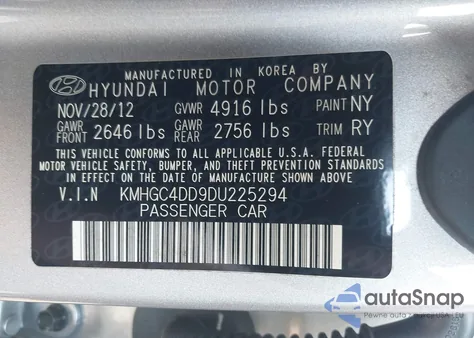 MANUFACTURED IN KOREA BY
HYUNDAI MOTOR COMPANY
NOV/28/12 GVWR 4916 lbs PAINT NY
GAWR FRONT 2646 lbs GAWR REAR 2756 lbs TRIM RY
THIS VEHICLE CONFORMS TO ALL APPLICABLE U.S.A. FEDERAL
MOTOR VEHICLE SAFETY, BUMPER, AND THEFT PREVENTION
STANDARDS IN EFFECT ON THE DATE OF MANUFACTURE SHOWN ABOVE.
V.I.N KMHGC4DD9DU225294
PASSENGER CAR
autoSnap